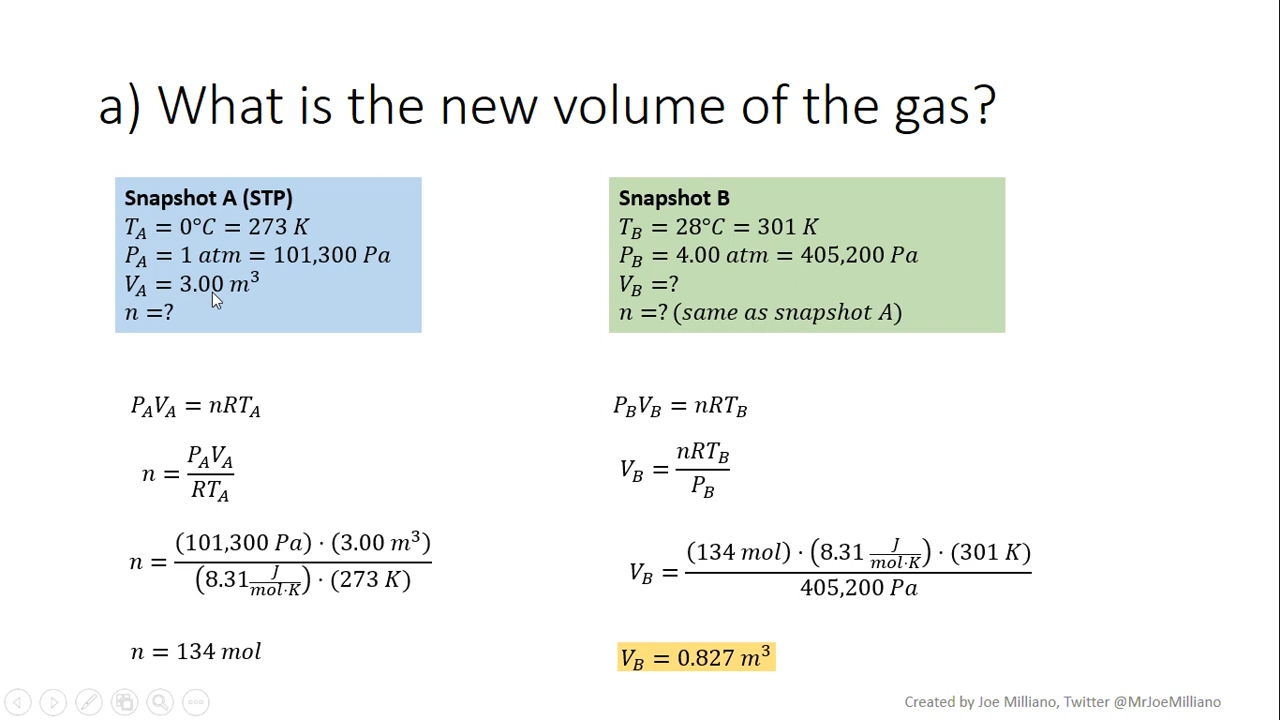 a) What is the new volume of the gas?
Snapshot A (STP)
T_A = 0°C = 273 K
P_A = 1 atm = 101,300 Pa
V_A = 3.00 m³
n =?
P_A V_A = nRT_A
n = P_A V_A / RT_A
n = (101,300 Pa) · (3.00 m³) / (8.31 J/mol·K) · (273 K)
n = 134 mol
Snapshot B
T_B = 28°C = 301 K
P_B = 4.00 atm = 405,200 Pa
V_B =?
n =? (same as snapshot A)
P_B V_B = nRT_B
V_B = nRT_B / P_B
V_B = (134 mol) · (8.31 J/mol·K) · (301 K) / 405,200 Pa
V_B = 0.827 m³
Created by Joe Milliano, Twitter @MrJoeMilliano